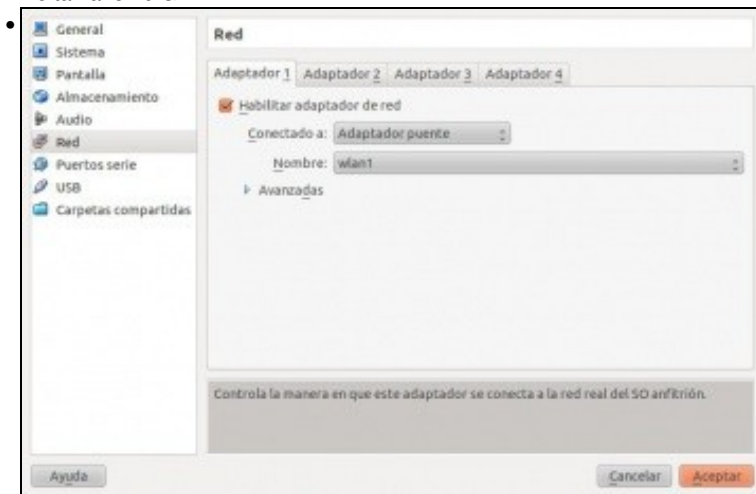 General
Sistema
Pantalla
Almacenamiento
Audio
Red
Puertos serie
USB
Carpetas compartidas
Red
Adaptador 1 Adaptador 2 Adaptador 3 Adaptador 4
Habilitar adaptador de red
Conectado a: Adaptador puente
Nombre: wlan1
Avanzadas
Controla la manera en que este adaptador se conecta a la red real del SO anfitrión.
Ayuda Cancelar Aceptar